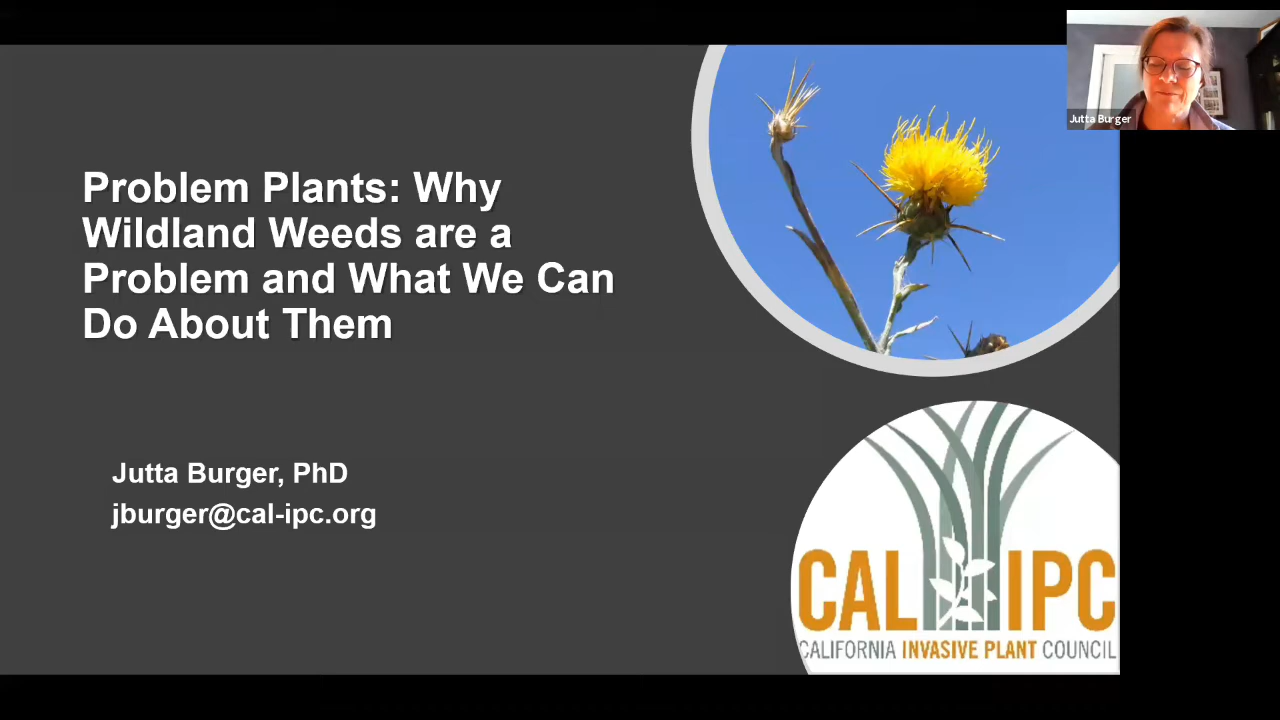 Jutta Burger
Problem Plants: Why
Wildland Weeds are a
Problem and What We Can
Do About Them
Jutta Burger, PhD
jburger@cal-ipc.org
CAL IPC
CALIFORNIA INVASIVE PLANT COUNCIL